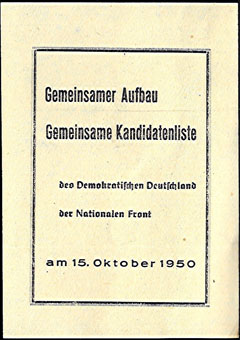 Gemeinsamer Aufbau
Gemeinsame Kandidatenliste
des Demokratiſchen Deutſchland
der Nationalen Front
am 15. Oktober 1950